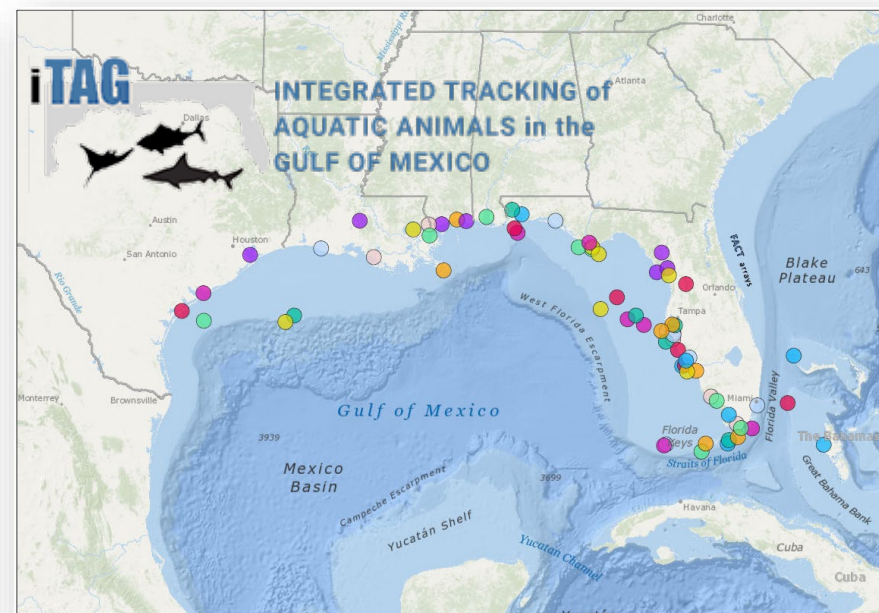 Charlotte
Mississippi Ri
iTAG
INTEGRATED TRACKING of
AQUATIC ANIMALS in the
GULF OF MEXICO
Atlanta
Dallas
Austin
San Antonio
Houston
Rio Grande
FACT arrays
Blake
Plateau
643
Orlando
Tampa
West Florida Escarpment
Monterrey
Brownsville
Gulf of Mexico
Miami
Florida Valley
3939
Florida
Keys
The Bahamas
Straits of Florida
Great Bahama Bank
Mexico
Basin
Campeche Escarpment
3699
Havana
Yucatán Shelf
Yucatan Channel
Cuba
Cuba